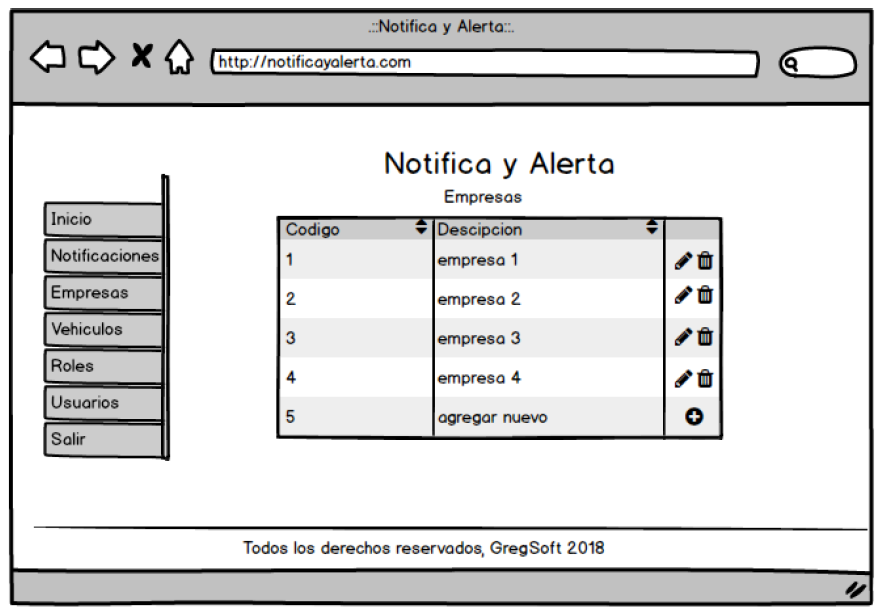 .::Notifica y Alerta::.
http://notificayalerta.com
Notifica y Alerta
Empresas
Inicio
Notificaciones
Empresas
Vehiculos
Roles
Usuarios
Salir
Codigo Descipcion
1 empresa 1
2 empresa 2
3 empresa 3
4 empresa 4
5 agregar nuevo
Todos los derechos reservados, GregSoft 2018